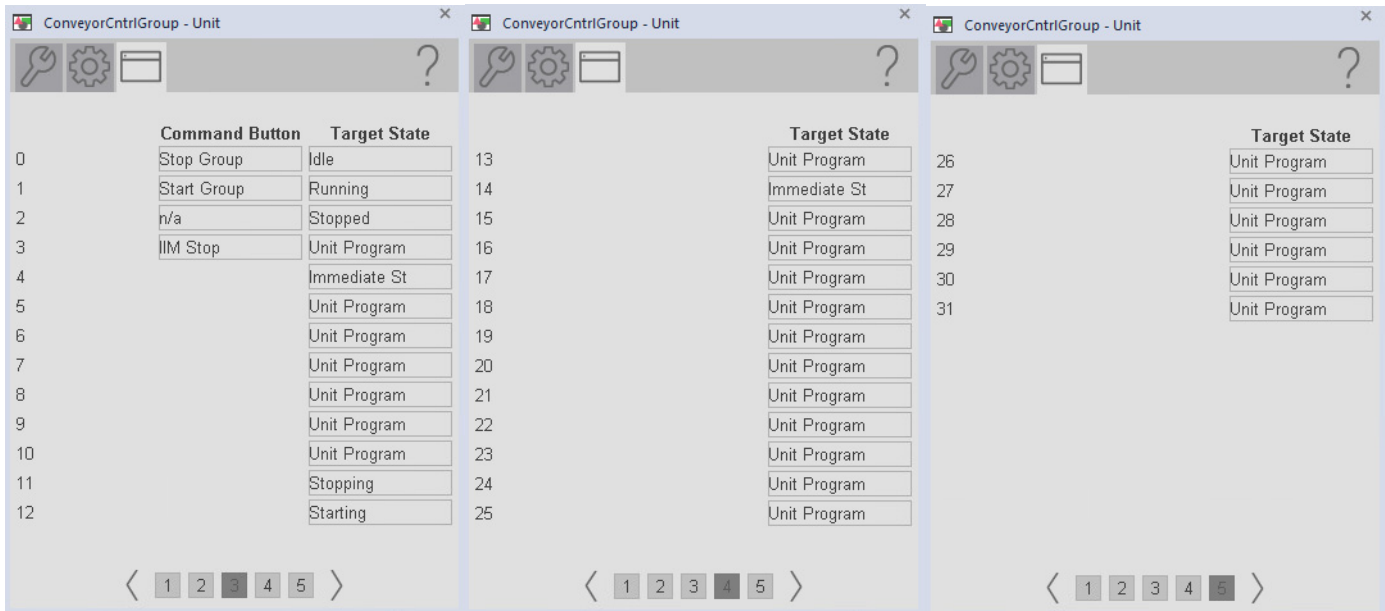 ConveyorCntrlGroup - Unit
Command Button Target State
0 Stop Group Idle
1 Start Group Running
2 n/a Stopped
3 IIM Stop Unit Program
4 Immediate St
5 Unit Program
6 Unit Program
7 Unit Program
8 Unit Program
9 Unit Program
10 Unit Program
11 Stopping
12 Starting
1 2 3 4 5
ConveyorCntrlGroup - Unit
Target State
13 Unit Program
14 Immediate St
15 Unit Program
16 Unit Program
17 Unit Program
18 Unit Program
19 Unit Program
20 Unit Program
21 Unit Program
22 Unit Program
23 Unit Program
24 Unit Program
25 Unit Program
1 2 3 4 5
ConveyorCntrlGroup - Unit
Target State
26 Unit Program
27 Unit Program
28 Unit Program
29 Unit Program
30 Unit Program
31 Unit Program
1 2 3 4 5